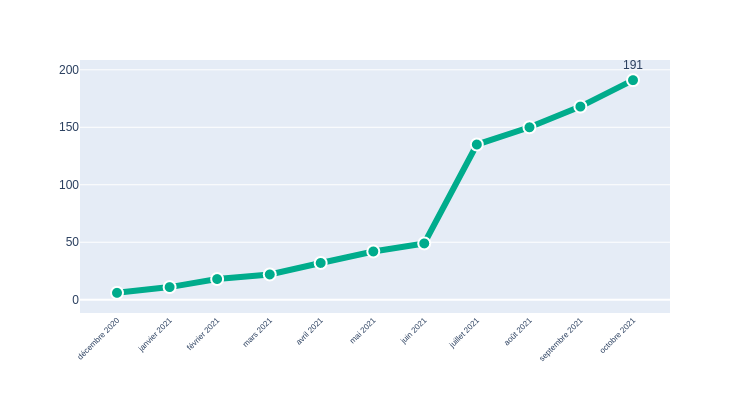 191
200
150
100
50
0
décembre 2020
janvier 2021
février 2021
mars 2021
avril 2021
mai 2021
juin 2021
juillet 2021
août 2021
septembre 2021
octobre 2021